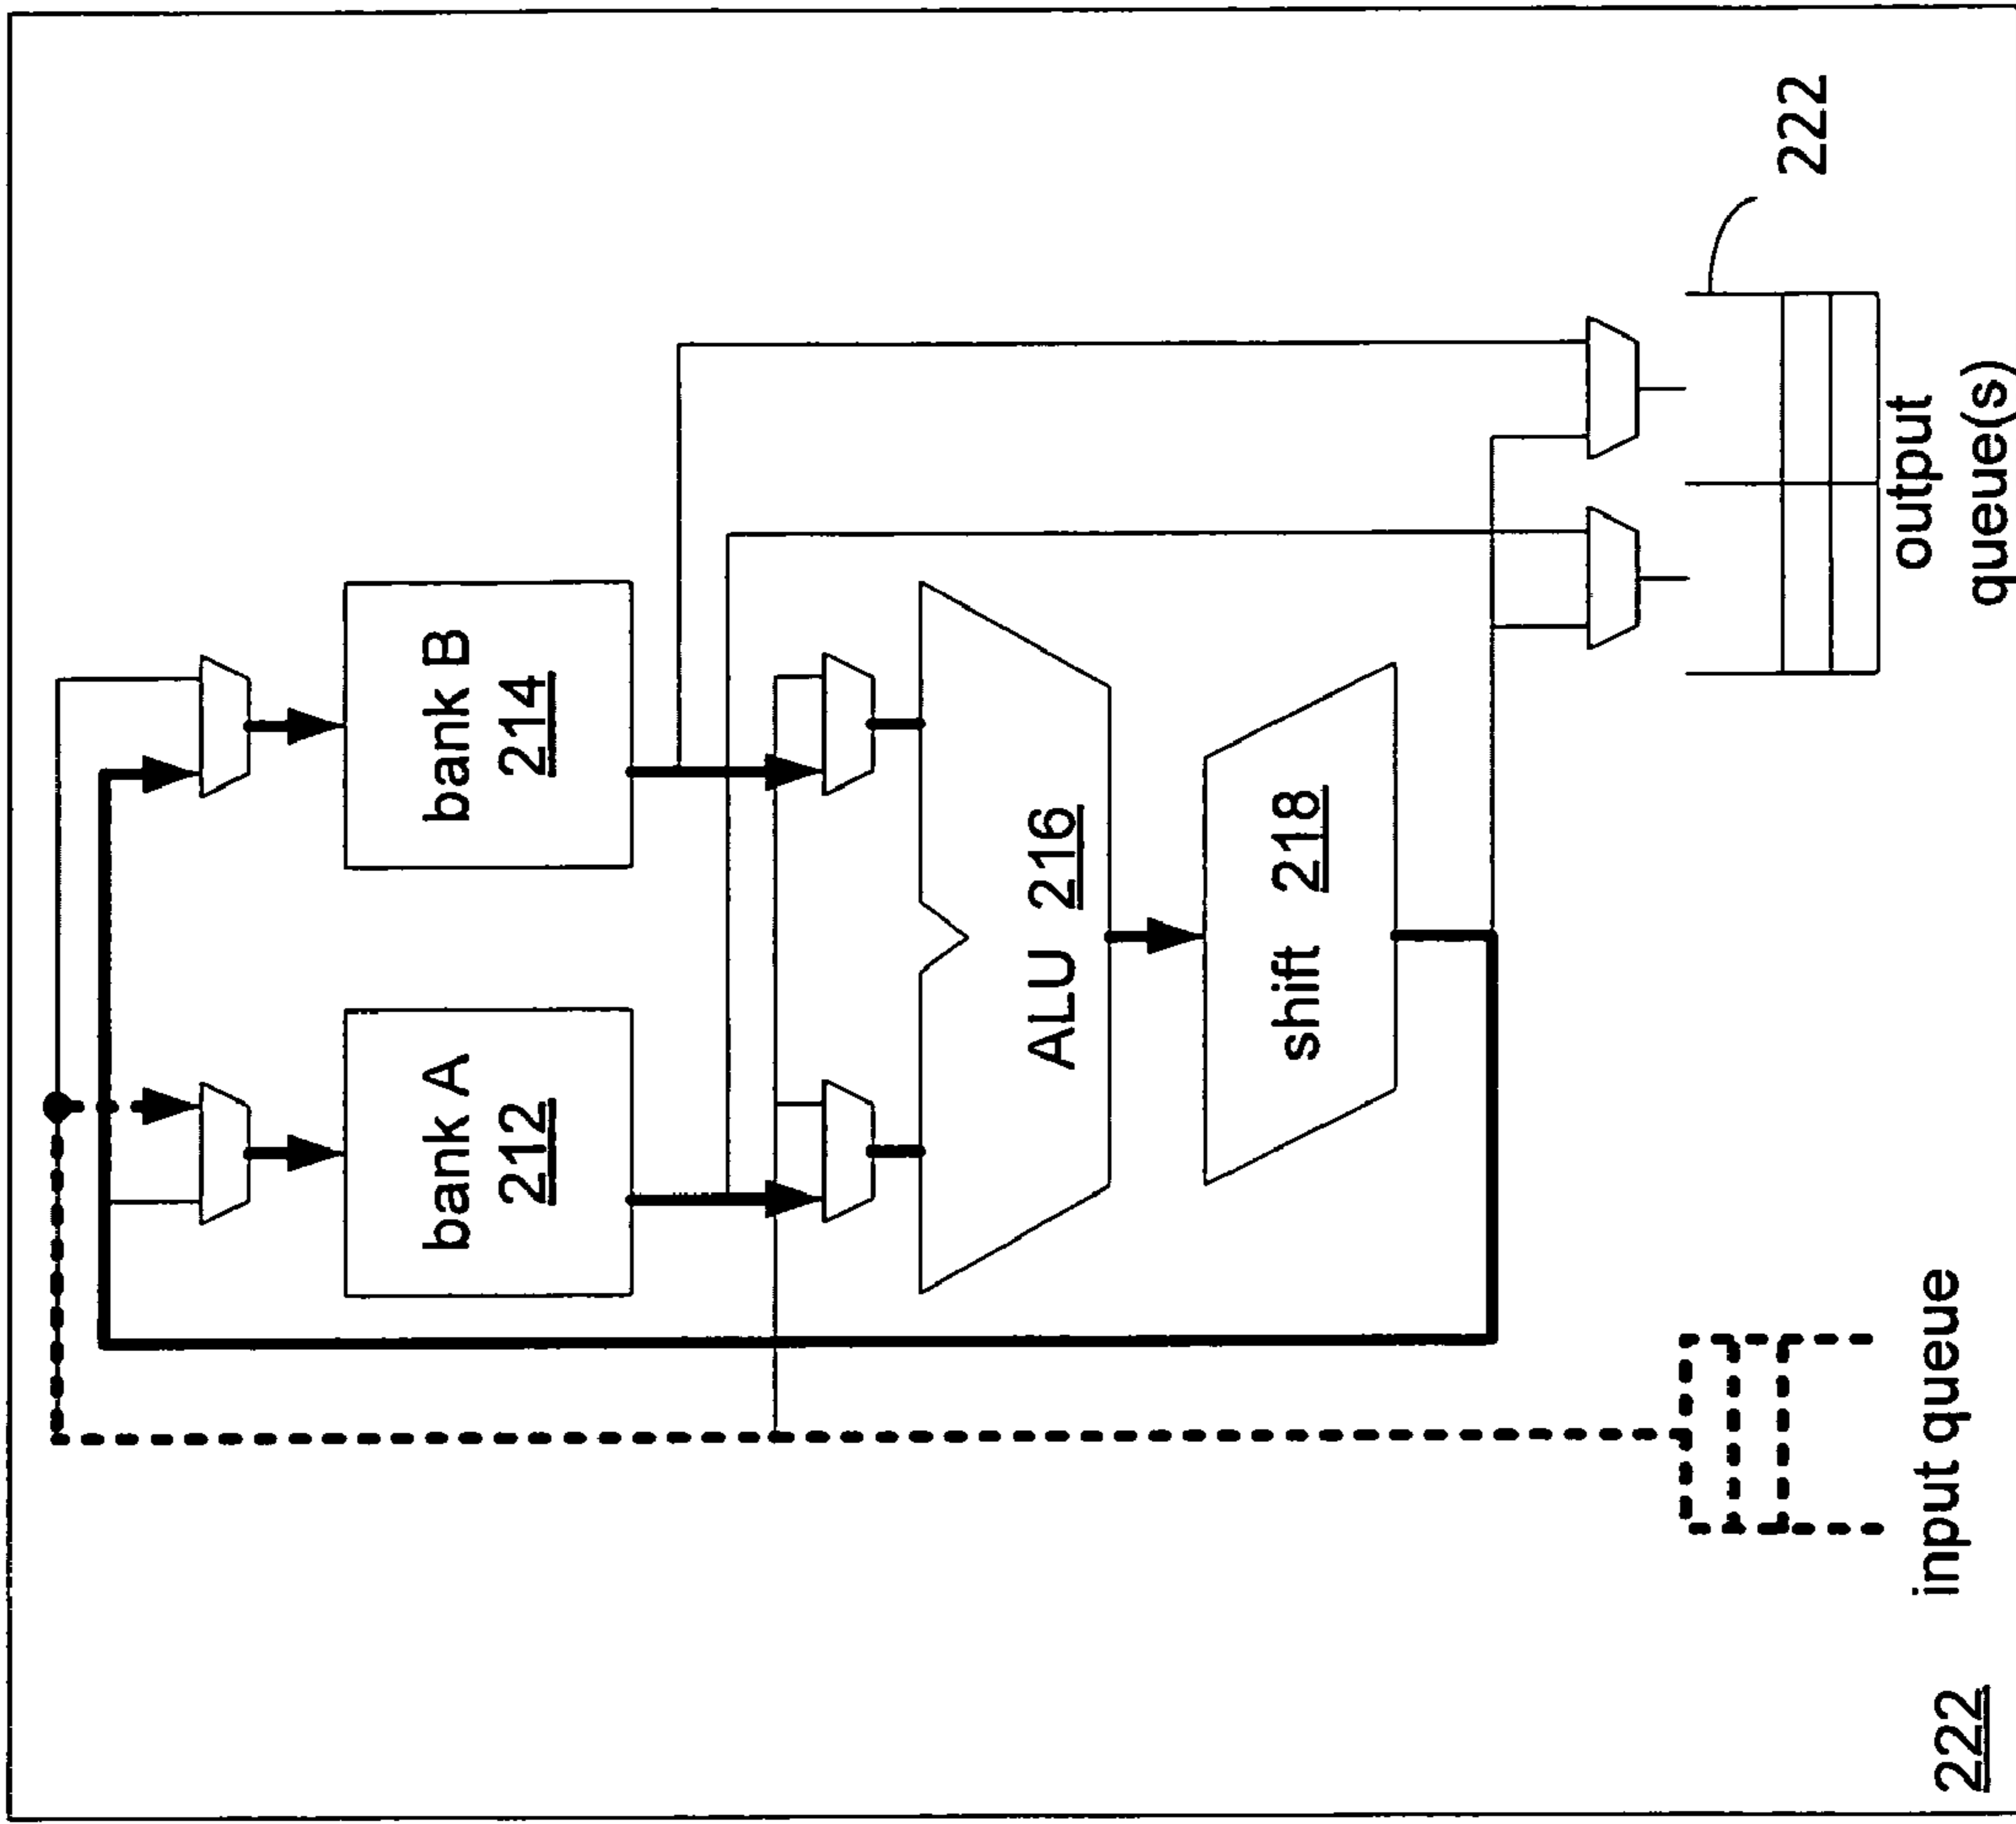 bank A
212
bank B
214
ALU 216
shift 218
222
output
queue(s)
input queue
222